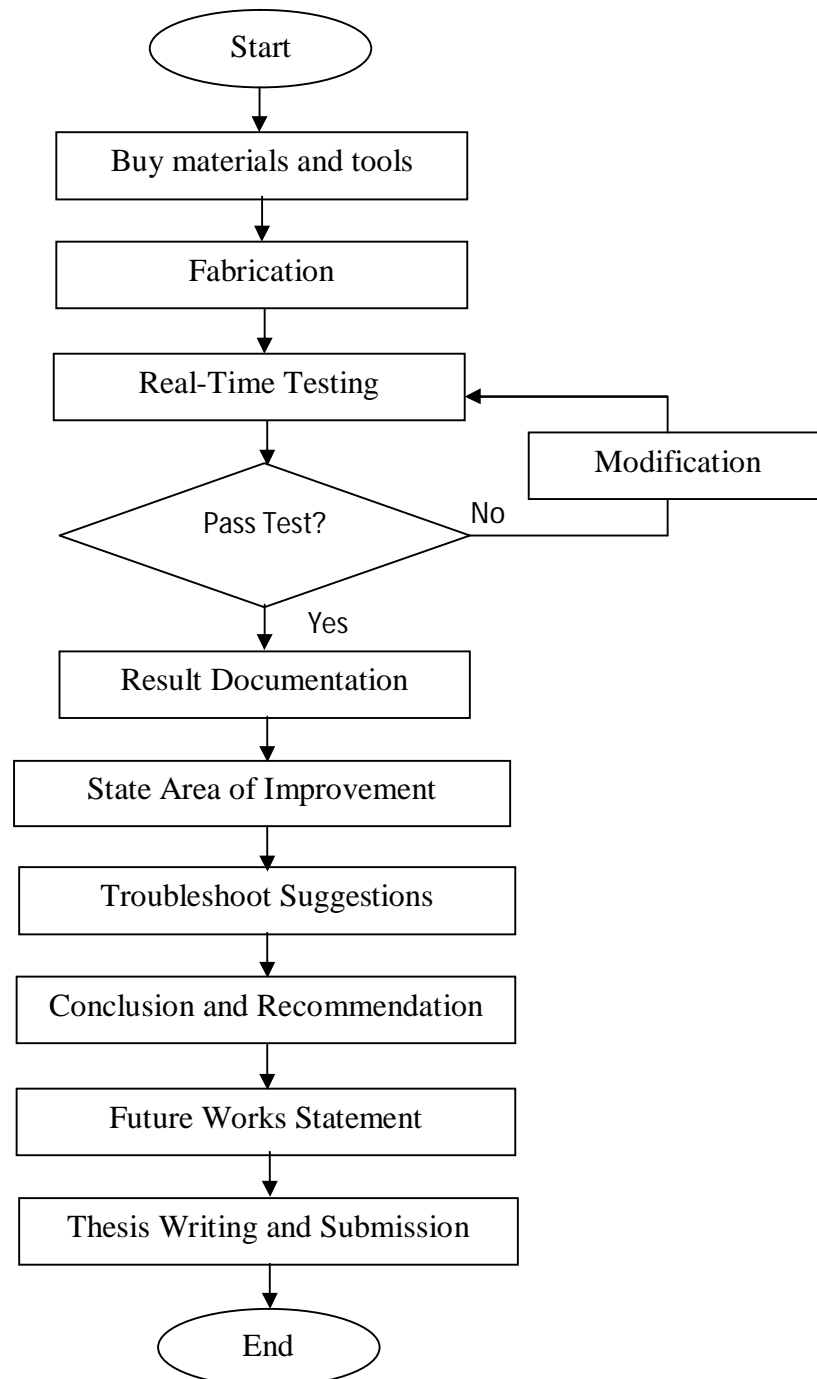 Start
Buy materials and tools
Fabrication
Real-Time Testing
Modification
Pass Test?
No
Yes
Result Documentation
State Area of Improvement
Troubleshoot Suggestions
Conclusion and Recommendation
Future Works Statement
Thesis Writing and Submission
End